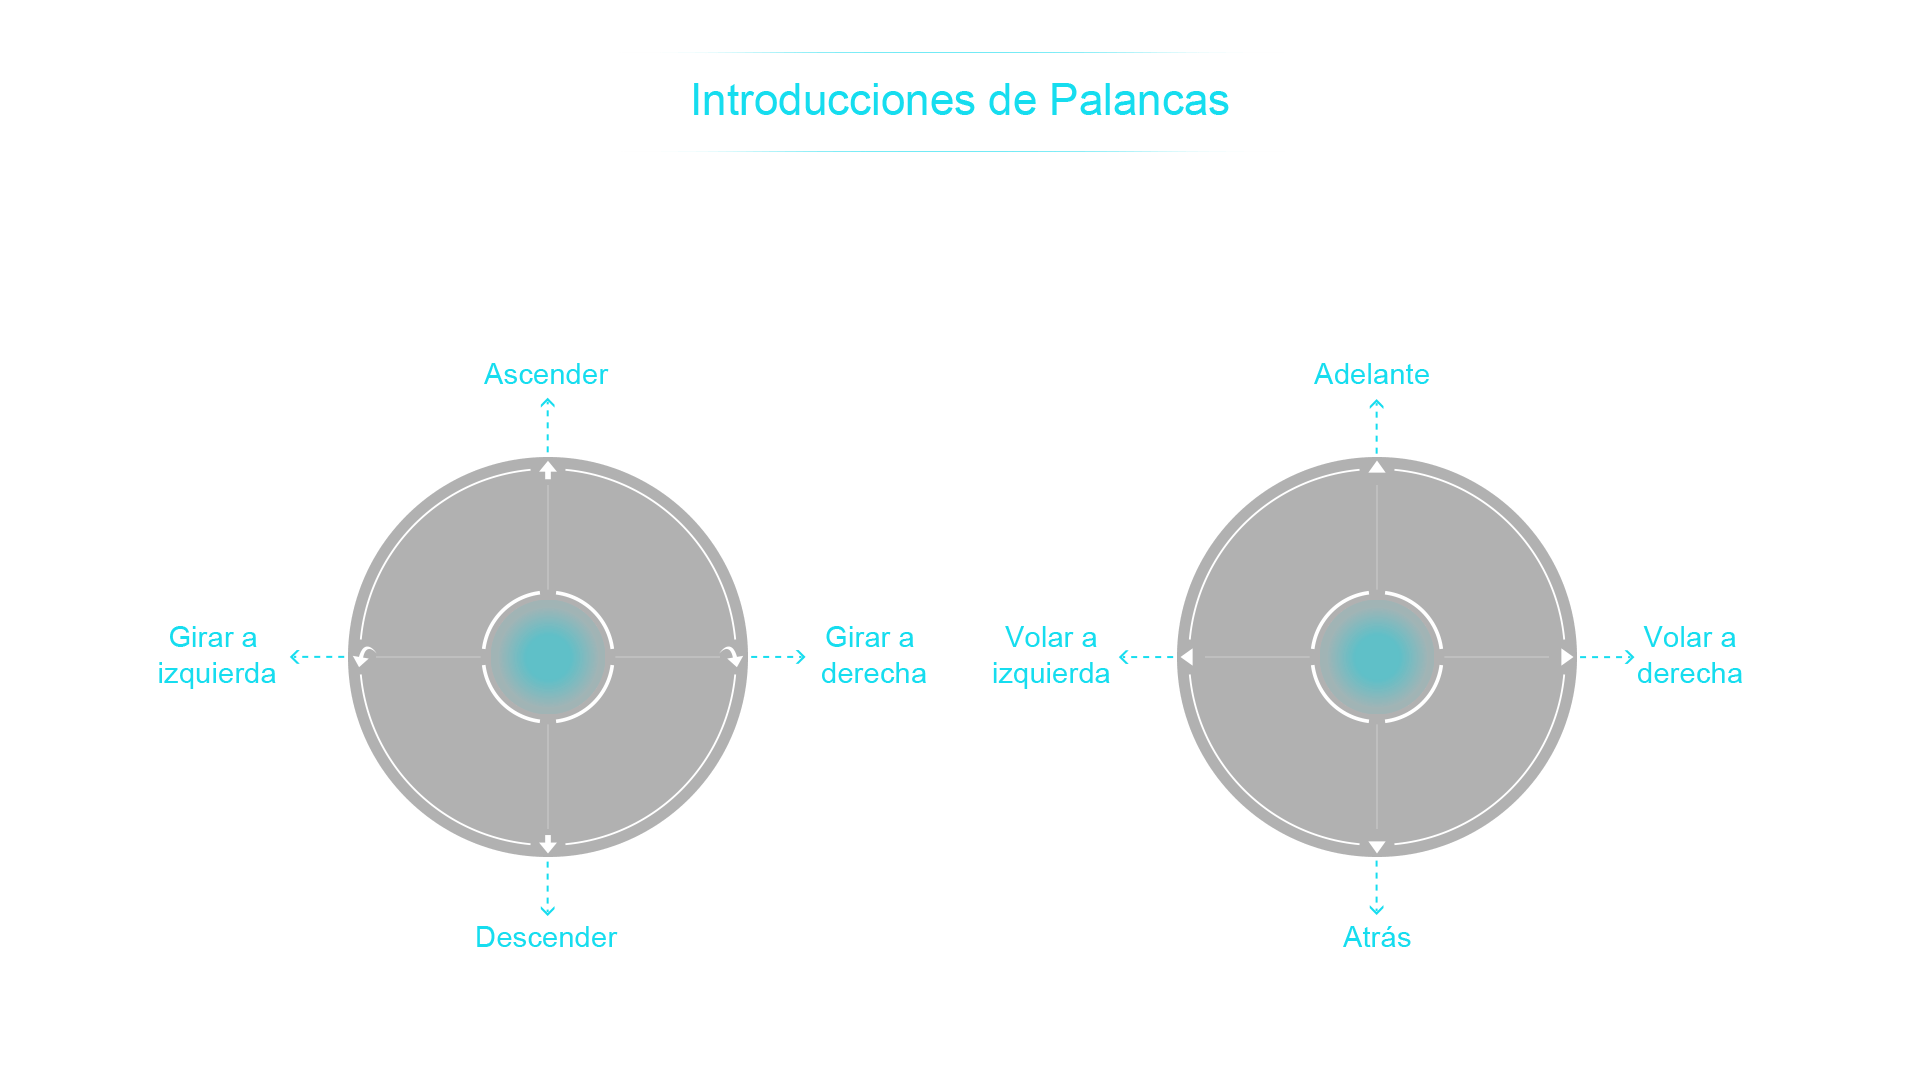 Introducciones de Palancas
Ascender
Girar a
izquierda
Girar a
derecha
Descender
Adelante
Volar a
izquierda
Volar a
derecha
Atrás